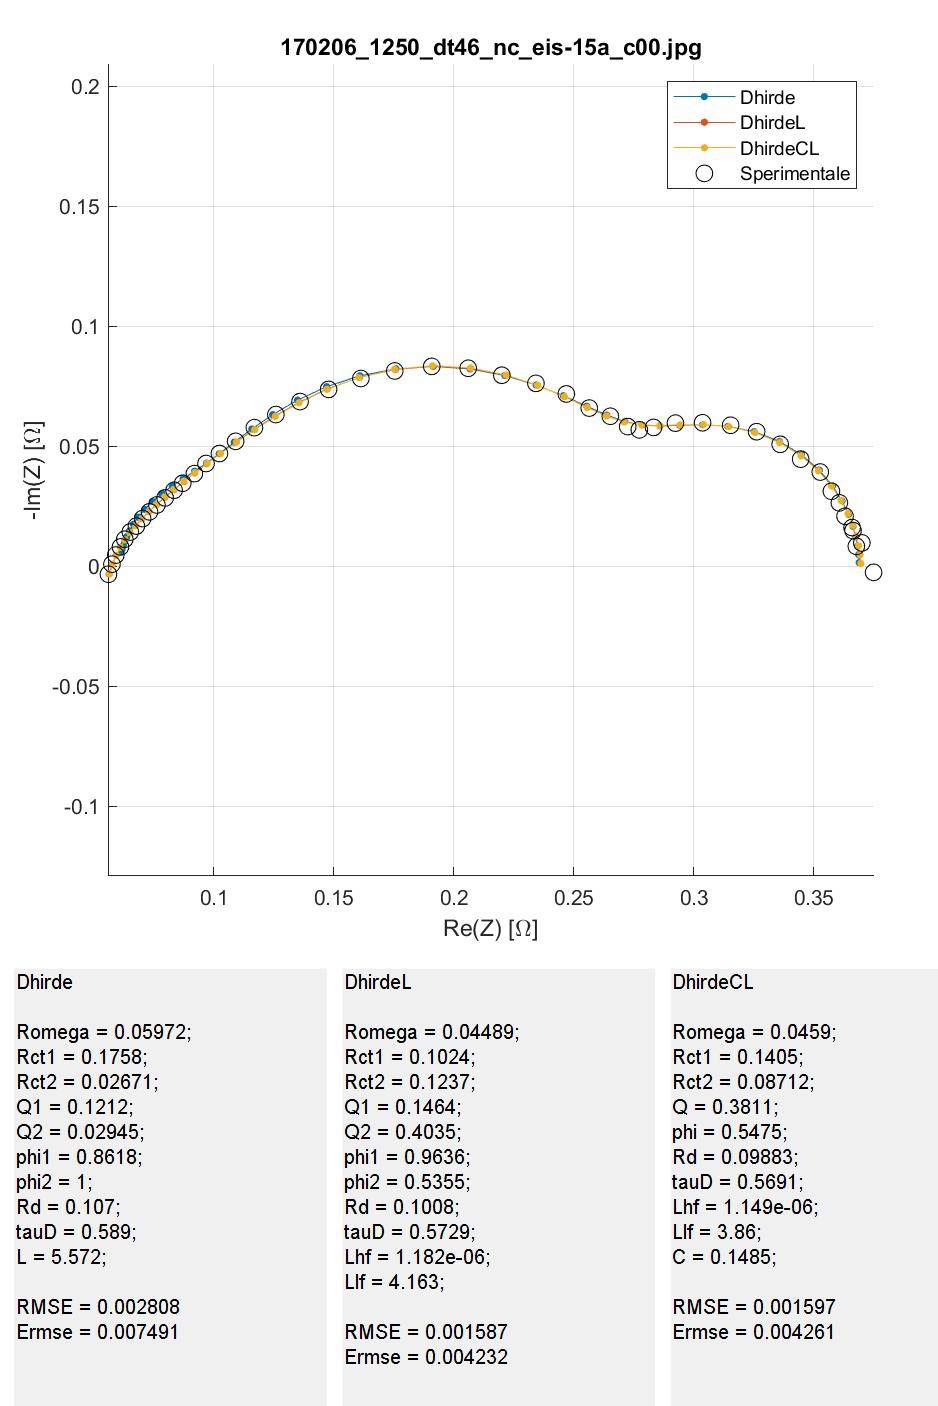 170206_1250_dt46_nc_eis-15a_c00.jpg
Dhirde
DhirdeL
DhirdeCL
Sperimentale
0.2
0.15
0.1
0.05
0
-0.05
-0.1
-Im(Z) [Ω]
0.1
0.15
0.2
0.25
0.3
0.35
Re(Z) [Ω]
Dhirde
Romega = 0.05972;
Rct1 = 0.1758;
Rct2 = 0.02671;
Q1 = 0.1212;
Q2 = 0.02945;
phi1 = 0.8618;
phi2 = 1;
Rd = 0.107;
tauD = 0.589;
L = 5.572;
RMSE = 0.002808
Ermse = 0.007491
DhirdeL
Romega = 0.04489;
Rct1 = 0.1024;
Rct2 = 0.1237;
Q1 = 0.1464;
Q2 = 0.4035;
phi1 = 0.9636;
phi2 = 0.5355;
Rd = 0.1008;
tauD = 0.5729;
Lhf = 1.182e-06;
Llf = 4.163;
RMSE = 0.001587
Ermse = 0.004232
DhirdeCL
Romega = 0.0459;
Rct1 = 0.1405;
Rct2 = 0.08712;
Q = 0.3811;
phi = 0.5475;
Rd = 0.09883;
tauD = 0.5691;
Lhf = 1.149e-06;
Llf = 3.86;
C = 0.1485;
RMSE = 0.001597
Ermse = 0.004261